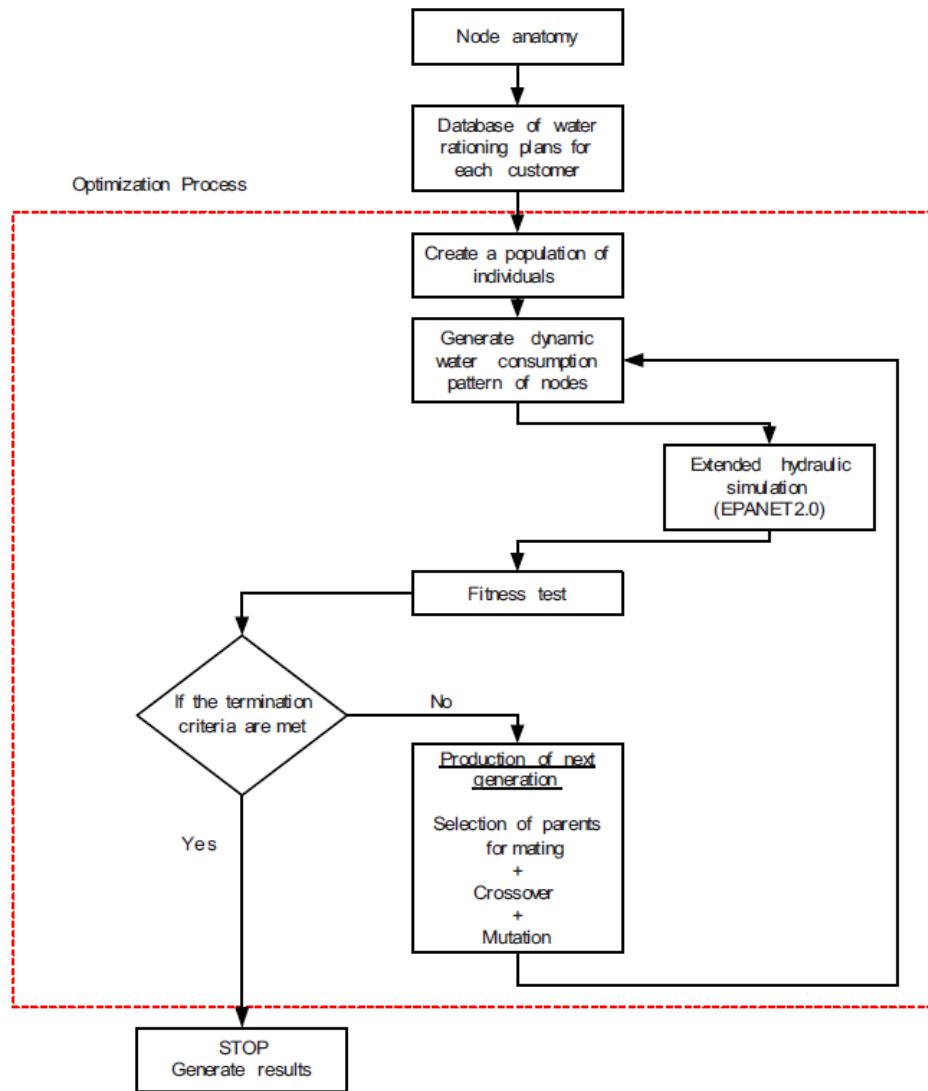 Node anatomy
Database of water
rationing plans for
each customer
Optimization Process
Create a population of
individuals
Generate dynamic
water consumption
pattern of nodes
Extended hydraulic
simulation
(EPANET2.0)
Fitness test
If the termination
criteria are met
No
Production of next
generation
Selection of parents
for mating
+
Crossover
+
Mutation
Yes
STOP
Generate results